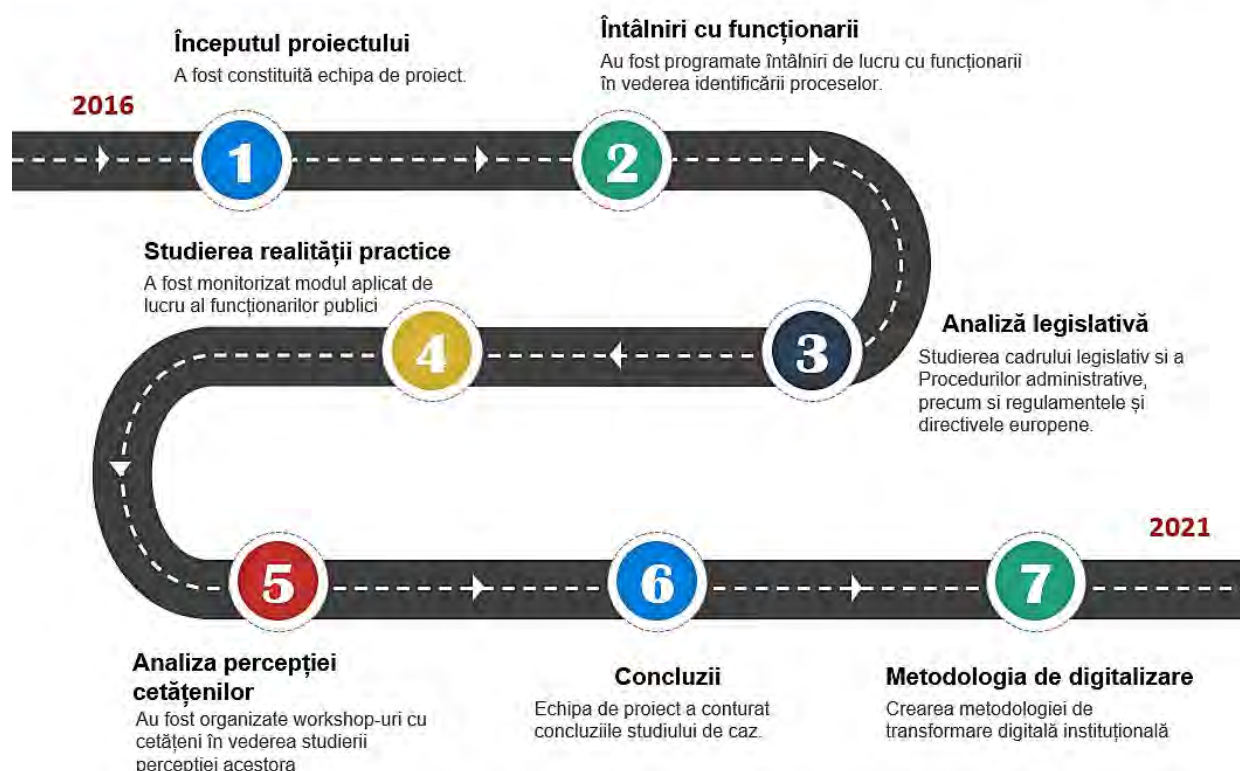 2016
1
Începutul proiectului
A fost constituită echipa de proiect.
2
Întâlniri cu funcționarii
Au fost programate întâlniri de lucru cu funcționarii
în vederea identificării proceselor.
3
Analiză legislativă
Studierea cadrului legislativ si a
Procedurilor administrative,
precum si regulamentele și
directivele europene.
4
Studierea realității practice
A fost monitorizat modul aplicat de
lucru al funcționarilor publici
5
Analiza percepției
cetățenilor
Au fost organizate workshop-uri cu
cetățeni în vederea studierii
percepției acestora
6
Concluzii
Echipa de proiect a conturat
concluziile studiului de caz.
2021
7
Metodologia de digitalizare
Crearea metodologiei de
transformare digitală instituțională